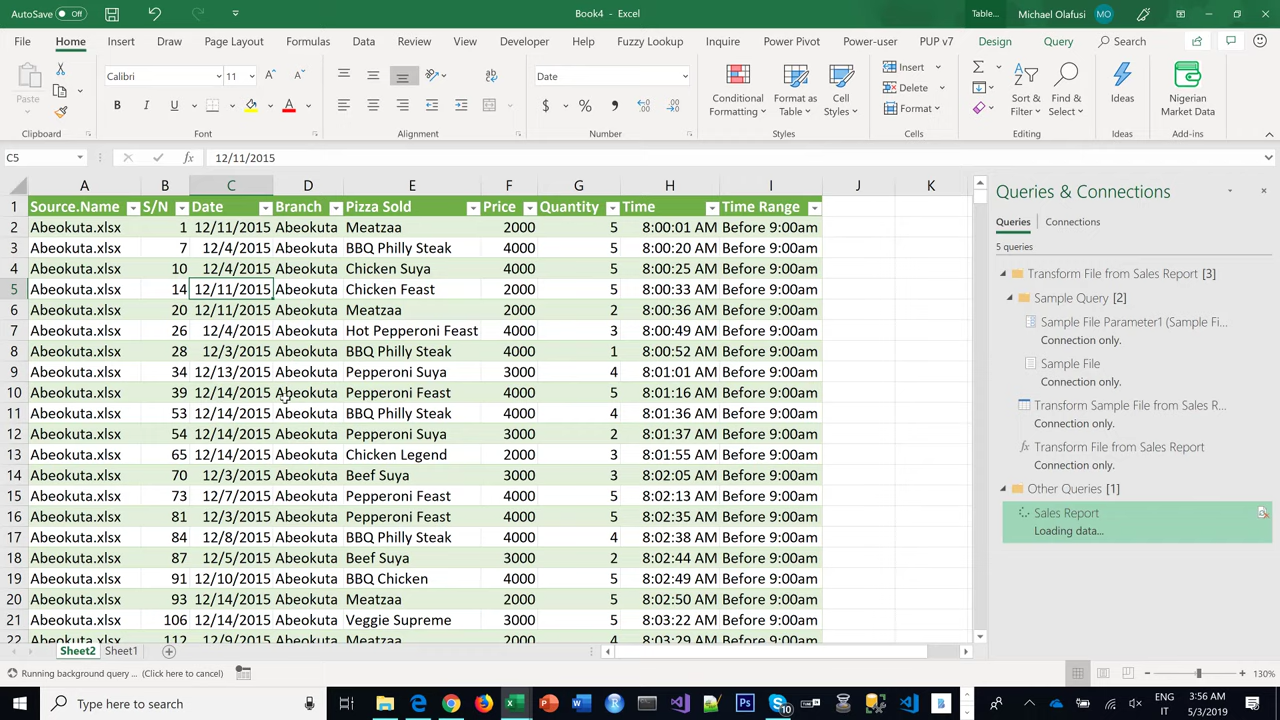 AutoSave Off Book4 - Excel Table... Michael Olafusi MO
File Home Insert Draw Page Layout Formulas Data Developer Review View Help Fuzzy Lookup Inquire Power Pivot Power-user PUP v7 Design Query Search
Paste Calibri 11 Date Conditional Formatting Format as Table Cell Styles Insert Delete Format Sort & Filter Find & Select Ideas Nigerian Market Data
Clipboard Font Alignment Number Styles Cells Editing Ideas Add-ins
C5 fx 12/11/2015
A B C D E F G H I J K
1 Source.Name S/N Date Branch Pizza Sold Price Quantity Time Time Range
2 Abeokuta.xlsx 1 12/11/2015 Abeokuta Meatzaa 2000 5 8:00:01 AM Before 9:00am
3 Abeokuta.xlsx 7 12/4/2015 Abeokuta BBQ Philly Steak 4000 5 8:00:20 AM Before 9:00am
4 Abeokuta.xlsx 10 12/4/2015 Abeokuta Chicken Suya 4000 5 8:00:25 AM Before 9:00am
5 Abeokuta.xlsx 14 12/11/2015 Abeokuta Chicken Feast 2000 5 8:00:33 AM Before 9:00am
6 Abeokuta.xlsx 20 12/11/2015 Abeokuta Meatzaa 2000 2 8:00:36 AM Before 9:00am
7 Abeokuta.xlsx 26 12/4/2015 Abeokuta Hot Pepperoni Feast 4000 3 8:00:49 AM Before 9:00am
8 Abeokuta.xlsx 28 12/3/2015 Abeokuta BBQ Philly Steak 4000 1 8:00:52 AM Before 9:00am
9 Abeokuta.xlsx 34 12/13/2015 Abeokuta Pepperoni Suya 3000 4 8:01:01 AM Before 9:00am
10 Abeokuta.xlsx 39 12/14/2015 Abeokuta Pepperoni Feast 4000 5 8:01:16 AM Before 9:00am
11 Abeokuta.xlsx 53 12/14/2015 Abeokuta BBQ Philly Steak 4000 4 8:01:36 AM Before 9:00am
12 Abeokuta.xlsx 54 12/14/2015 Abeokuta Pepperoni Suya 3000 2 8:01:37 AM Before 9:00am
13 Abeokuta.xlsx 65 12/14/2015 Abeokuta Chicken Legend 2000 3 8:01:55 AM Before 9:00am
14 Abeokuta.xlsx 70 12/3/2015 Abeokuta Beef Suya 3000 3 8:02:05 AM Before 9:00am
15 Abeokuta.xlsx 73 12/7/2015 Abeokuta Pepperoni Feast 4000 5 8:02:13 AM Before 9:00am
16 Abeokuta.xlsx 81 12/3/2015 Abeokuta Pepperoni Feast 4000 5 8:02:35 AM Before 9:00am
17 Abeokuta.xlsx 84 12/8/2015 Abeokuta BBQ Philly Steak 4000 4 8:02:38 AM Before 9:00am
18 Abeokuta.xlsx 87 12/5/2015 Abeokuta Beef Suya 3000 2 8:02:44 AM Before 9:00am
19 Abeokuta.xlsx 91 12/10/2015 Abeokuta BBQ Chicken 4000 5 8:02:49 AM Before 9:00am
20 Abeokuta.xlsx 93 12/14/2015 Abeokuta Meatzaa 2000 5 8:02:50 AM Before 9:00am
21 Abeokuta.xlsx 106 12/14/2015 Abeokuta Veggie Supreme 3000 5 8:03:22 AM Before 9:00am
22 Abeokuta.xlsx 112 12/9/2015 Abeokuta Meatzaa 2000 4 8:03:29 AM Before 9:00am
Queries & Connections
Queries Connections
5 queries
Transform File from Sales Report [3]
Sample Query [2]
Sample File Parameter1 (Sample Fi...
Connection only.
Sample File
Connection only.
Transform Sample File from Sales R...
Connection only.
fx Transform File from Sales Report
Connection only.
Other Queries [1]
Sales Report
Loading data...
Sheet2 Sheet1
Running background query ... (Click here to cancel) 130%
Type here to search ENG IT 3:56 AM 5/3/2019